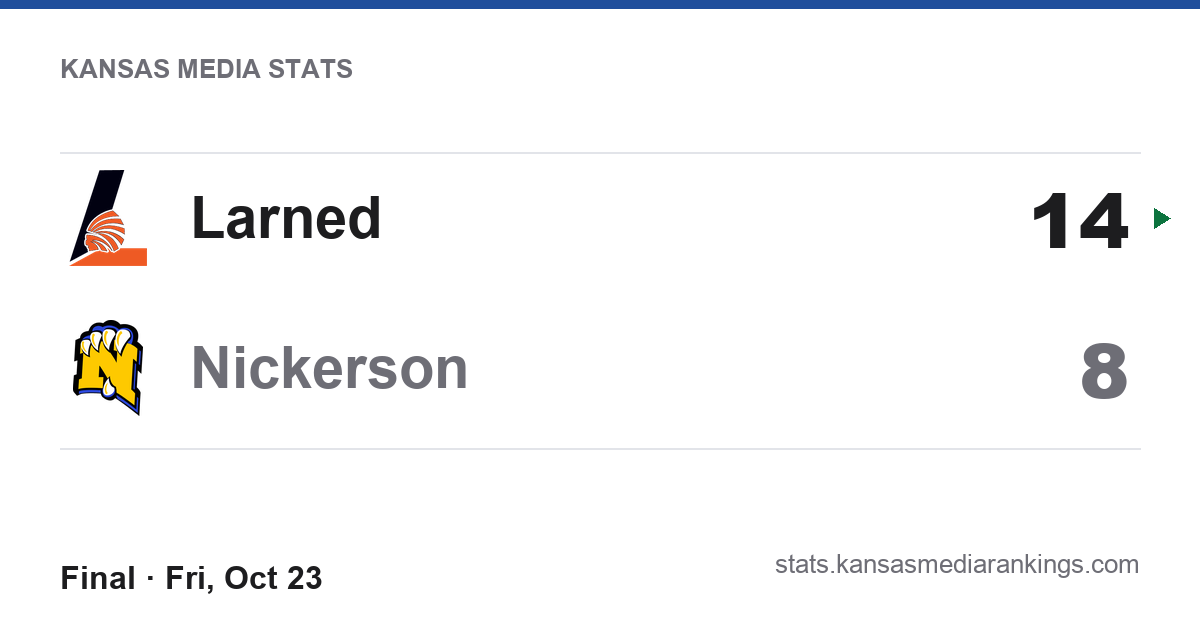 KANSAS MEDIA STATS
Larned 14
Nickerson 8
Final · Fri, Oct 23
stats.kansasmediarankings.com